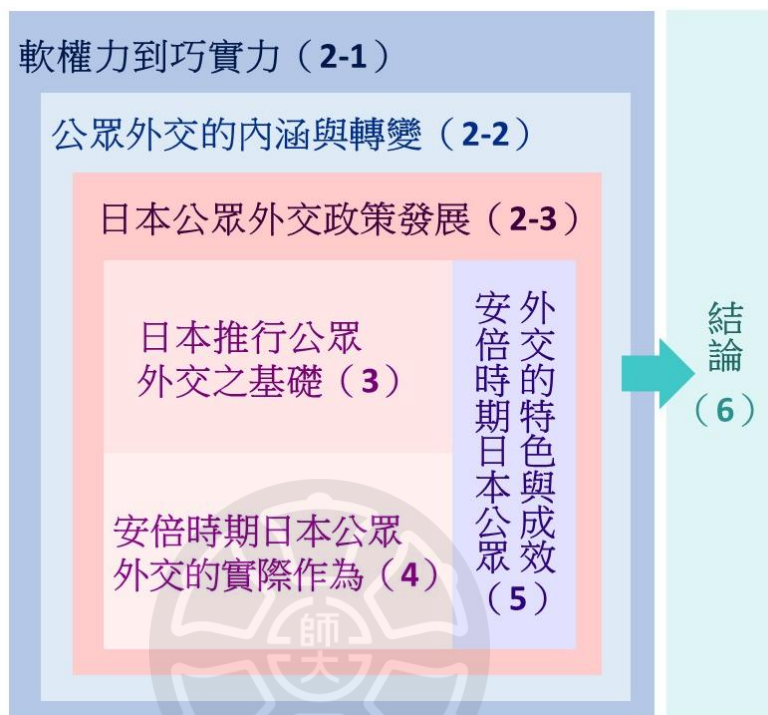 軟權力到巧實力（2-1）
公眾外交的內涵與轉變（2-2）
日本公眾外交政策發展（2-3）
日本推行公眾
外交之基礎（3）
安倍時期日本公眾
外交的實際作為（4）
安倍時期日本公眾
外交的特色與成效
（5）
結論
（6）
師大